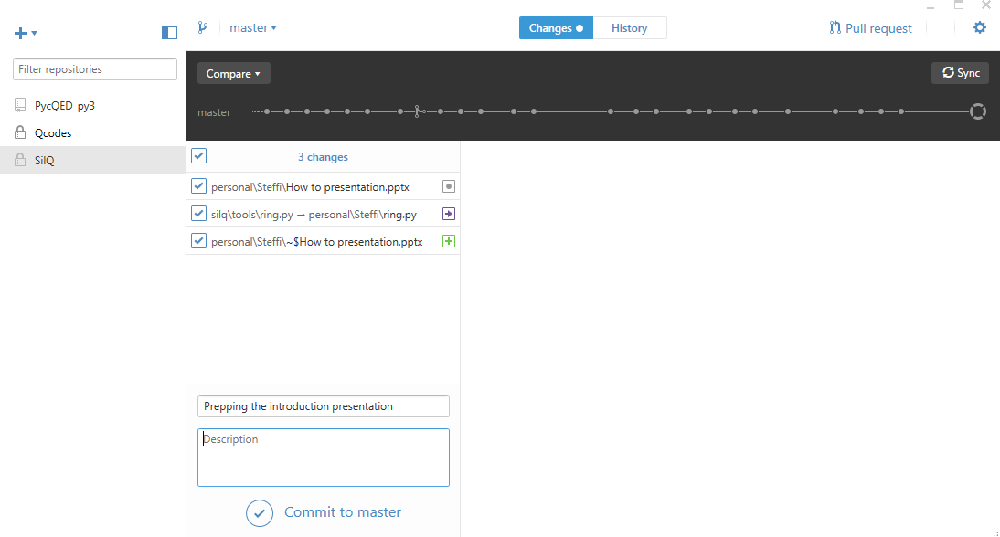 master
Changes
History
Pull request
Filter repositories
PycQED_py3
Qcodes
SilQ
Compare
Sync
master
3 changes
personal\Steffi\How to presentation.pptx
silq\tools\ring.py → personal\Steffi\ring.py
personal\Steffi\~$How to presentation.pptx
Prepping the introduction presentation
Description
Commit to master